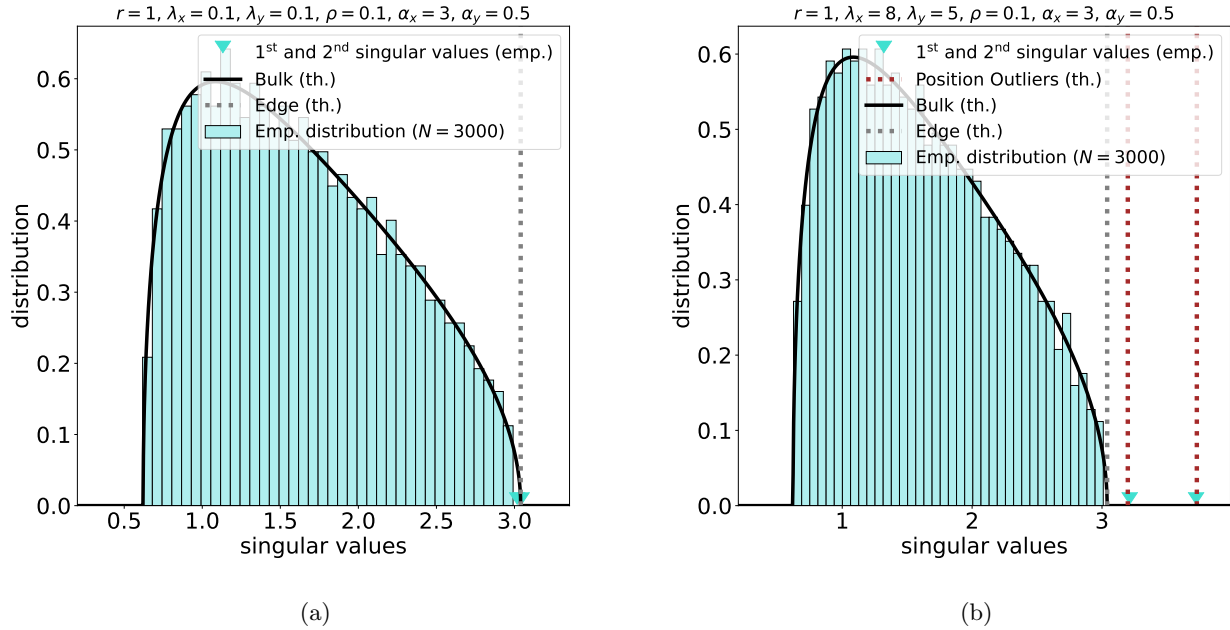 r = 1, λx = 0.1, λy = 0.1, ρ = 0.1, αx = 3, αy = 0.5
1st and 2nd singular values (emp.)
Bulk (th.)
Edge (th.)
Emp. distribution (N = 3000)
distribution
0.6
0.5
0.4
0.3
0.2
0.1
0.0
0.5 1.0 1.5 2.0 2.5 3.0
singular values
(a)
r = 1, λx = 8, λy = 5, ρ = 0.1, αx = 3, αy = 0.5
1st and 2nd singular values (emp.)
Position Outliers (th.)
Bulk (th.)
Edge (th.)
Emp. distribution (N = 3000)
distribution
0.6
0.5
0.4
0.3
0.2
0.1
0.0
1 2 3
singular values
(b)